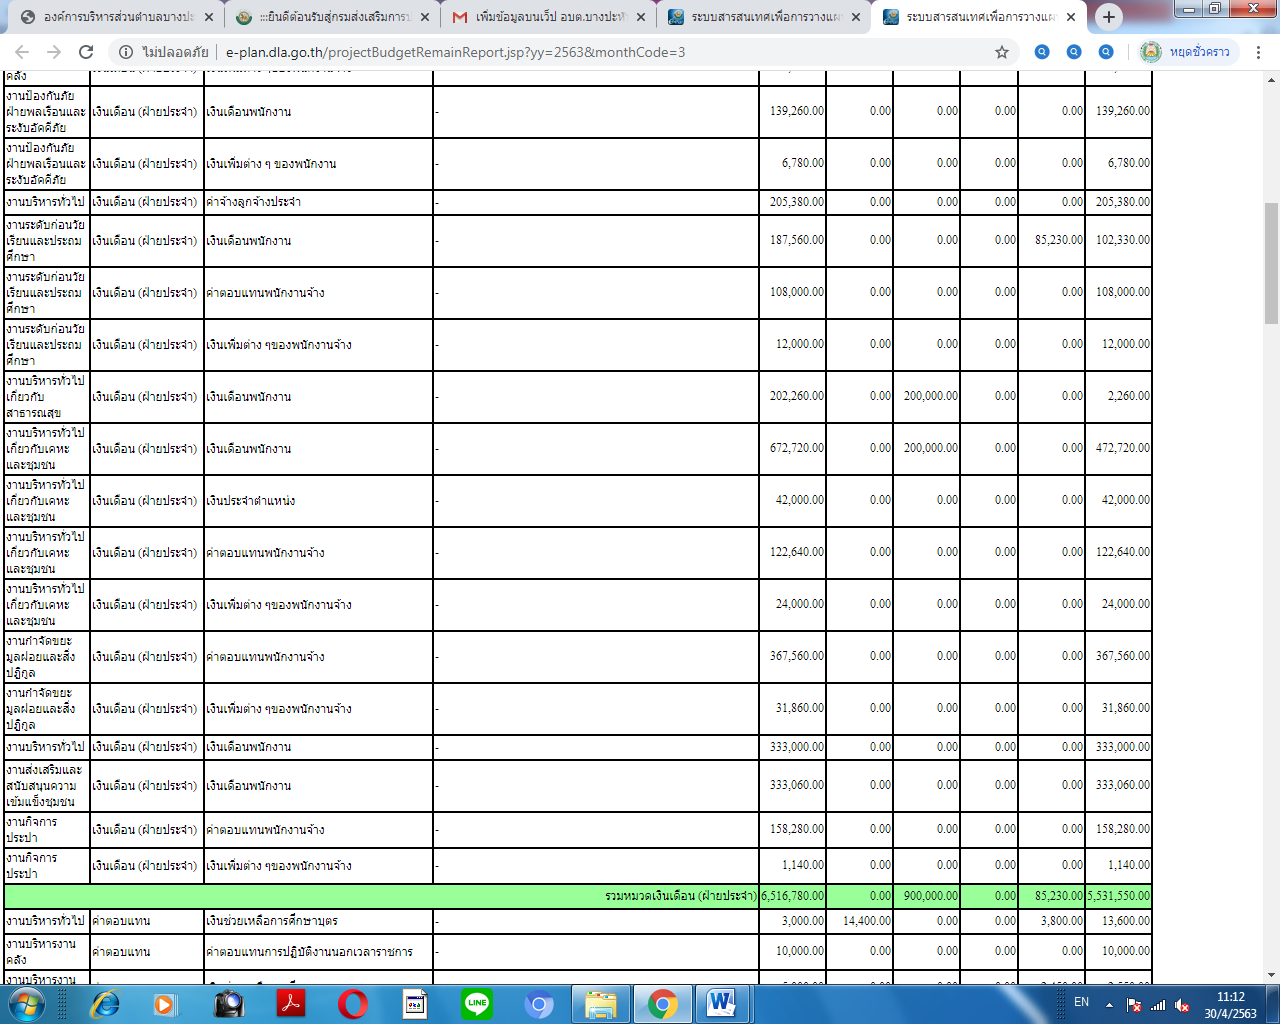 องค์การบริหารส่วนตำบลบางปะ
:::ยินดีต้อนรับสู่กรมส่งเสริมการป
เพิ่มข้อมูลบนเว็ป อบต.บางปะห
ระบบสารสนเทศเพื่อการวางแผ
ระบบสารสนเทศเพื่อการวางแผ
ไม่ปลอดภัย | e-plan.dla.go.th/projectBudgetRemainReport.jsp?yy=2563&monthCode=3
หยุดชั่วคราว
คลัง
งานป้องกันภัย
ฝ่ายพลเรือนและ เงินเดือน (ฝ่ายประจำ) เงินเดือนพนักงาน - 139,260.00 0.00 0.00 0.00 0.00 139,260.00
ระงับอัคคีภัย
งานป้องกันภัย
ฝ่ายพลเรือนและ เงินเดือน (ฝ่ายประจำ) เงินเพิ่มต่าง ๆ ของพนักงาน - 6,780.00 0.00 0.00 0.00 0.00 6,780.00
ระงับอัคคีภัย
งานบริหารทั่วไป เงินเดือน (ฝ่ายประจำ) ค่าจ้างลูกจ้างประจำ - 205,380.00 0.00 0.00 0.00 0.00 205,380.00
งานระดับก่อนวัย
เรียนและประถม เงินเดือน (ฝ่ายประจำ) เงินเดือนพนักงาน - 187,560.00 0.00 0.00 0.00 85,230.00 102,330.00
ศึกษา
งานระดับก่อนวัย
เรียนและประถม เงินเดือน (ฝ่ายประจำ) ค่าตอบแทนพนักงานจ้าง - 108,000.00 0.00 0.00 0.00 0.00 108,000.00
ศึกษา
งานระดับก่อนวัย
เรียนและประถม เงินเดือน (ฝ่ายประจำ) เงินเพิ่มต่าง ๆของพนักงานจ้าง - 12,000.00 0.00 0.00 0.00 0.00 12,000.00
ศึกษา
งานบริหารทั่วไป
เกี่ยวกับ เงินเดือน (ฝ่ายประจำ) เงินเดือนพนักงาน - 202,260.00 0.00 200,000.00 0.00 0.00 2,260.00
สาธารณสุข
งานบริหารทั่วไป
เกี่ยวกับเคหะ เงินเดือน (ฝ่ายประจำ) เงินเดือนพนักงาน - 672,720.00 0.00 200,000.00 0.00 0.00 472,720.00
และชุมชน
งานบริหารทั่วไป
เกี่ยวกับเคหะ เงินเดือน (ฝ่ายประจำ) เงินประจำตำแหน่ง - 42,000.00 0.00 0.00 0.00 0.00 42,000.00
และชุมชน
งานบริหารทั่วไป
เกี่ยวกับเคหะ เงินเดือน (ฝ่ายประจำ) ค่าตอบแทนพนักงานจ้าง - 122,640.00 0.00 0.00 0.00 0.00 122,640.00
และชุมชน
งานบริหารทั่วไป
เกี่ยวกับเคหะ เงินเดือน (ฝ่ายประจำ) เงินเพิ่มต่าง ๆของพนักงานจ้าง - 24,000.00 0.00 0.00 0.00 0.00 24,000.00
และชุมชน
งานกำจัดขยะ
มูลฝอยและสิ่ง เงินเดือน (ฝ่ายประจำ) ค่าตอบแทนพนักงานจ้าง - 367,560.00 0.00 0.00 0.00 0.00 367,560.00
ปฏิกูล
งานกำจัดขยะ
มูลฝอยและสิ่ง เงินเดือน (ฝ่ายประจำ) เงินเพิ่มต่าง ๆของพนักงานจ้าง - 31,860.00 0.00 0.00 0.00 0.00 31,860.00
ปฏิกูล
งานบริหารทั่วไป เงินเดือน (ฝ่ายประจำ) เงินเดือนพนักงาน - 333,000.00 0.00 0.00 0.00 0.00 333,000.00
งานส่งเสริมและ
สนับสนุนความ เงินเดือน (ฝ่ายประจำ) เงินเดือนพนักงาน - 333,060.00 0.00 0.00 0.00 0.00 333,060.00
เข้มแข็งชุมชน
งานกิจการ
ประปา เงินเดือน (ฝ่ายประจำ) ค่าตอบแทนพนักงานจ้าง - 158,280.00 0.00 0.00 0.00 0.00 158,280.00
งานกิจการ
ประปา เงินเดือน (ฝ่ายประจำ) เงินเพิ่มต่าง ๆของพนักงานจ้าง - 1,140.00 0.00 0.00 0.00 0.00 1,140.00
รวมหมวดเงินเดือน (ฝ่ายประจำ) 6,516,780.00 0.00 900,000.00 0.00 85,230.00 5,531,550.00
งานบริหารทั่วไป ค่าตอบแทน เงินช่วยเหลือการศึกษาบุตร - 3,000.00 14,400.00 0.00 0.00 3,800.00 13,600.00
งานบริหารงาน
คลัง ค่าตอบแทน ค่าตอบแทนการปฏิบัติงานนอกเวลาราชการ - 10,000.00 0.00 0.00 0.00 0.00 10,000.00
งานบริหารงาน
LINE
EN
11:12
30/4/2563